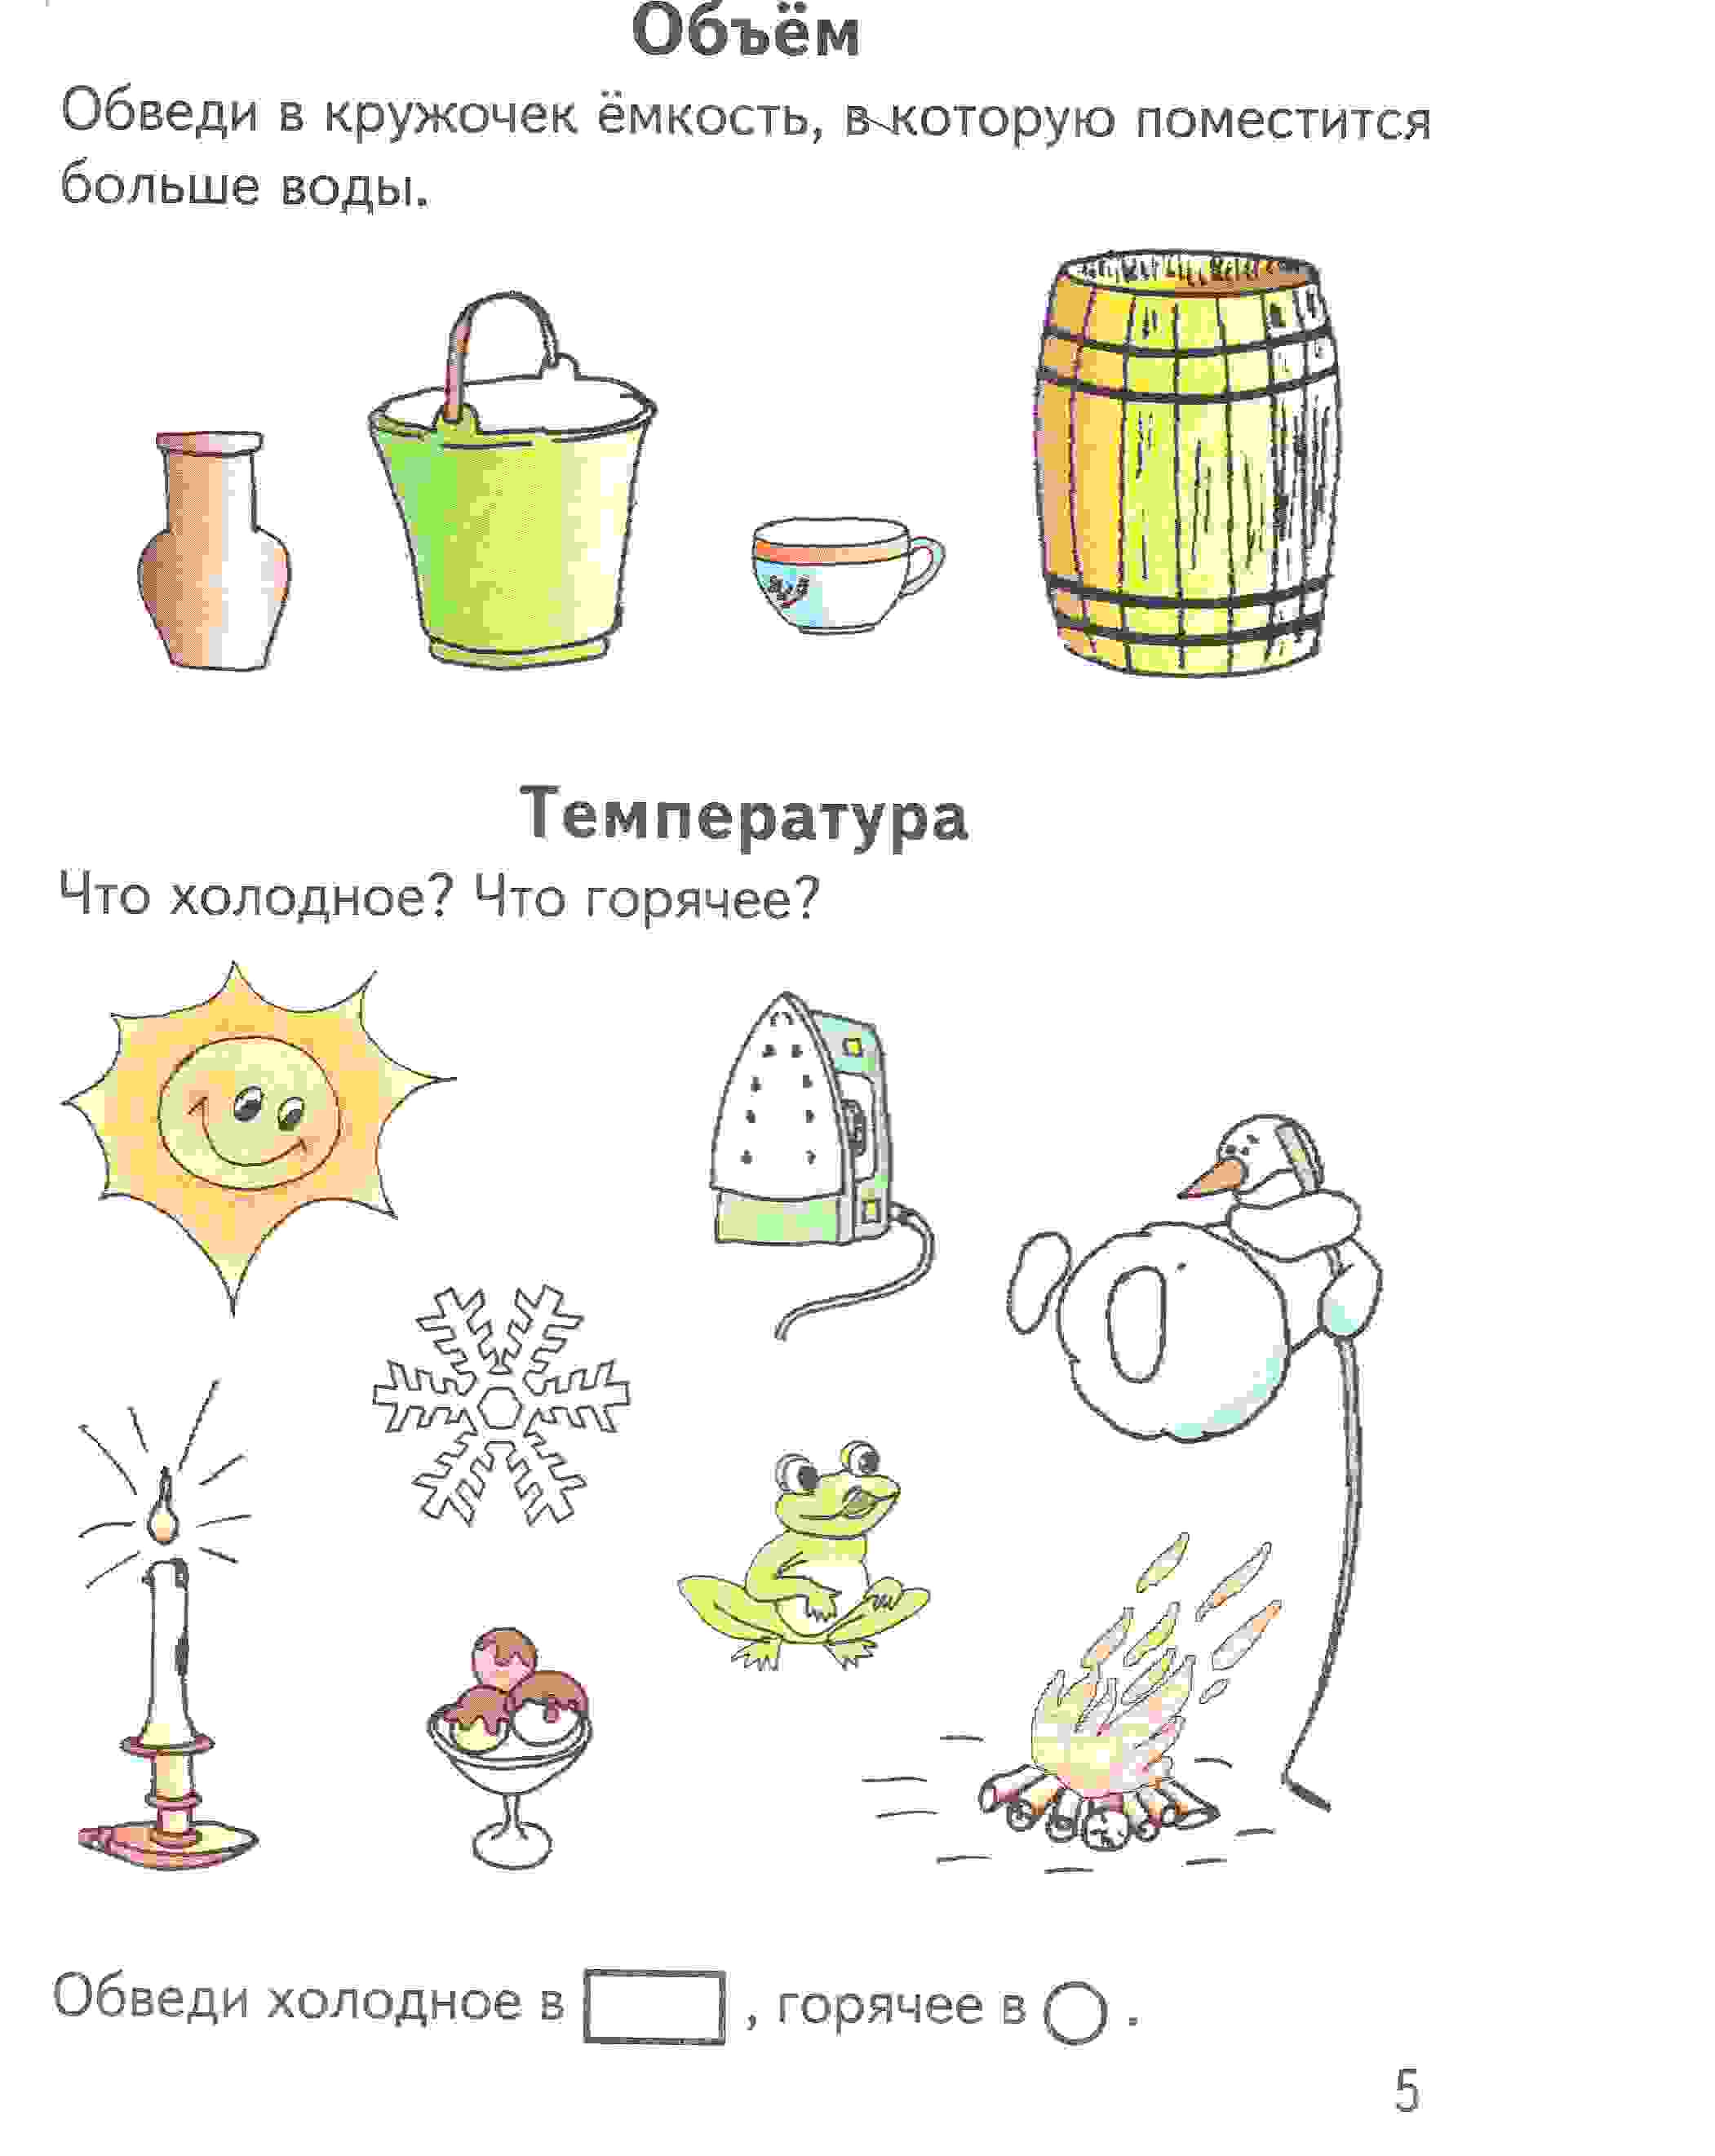 Объём
Обведи в кружочек ёмкость, в которую поместится
больше воды.
Температура
Что холодное? Что горячее?
Обведи холодное в , горячее в .
5